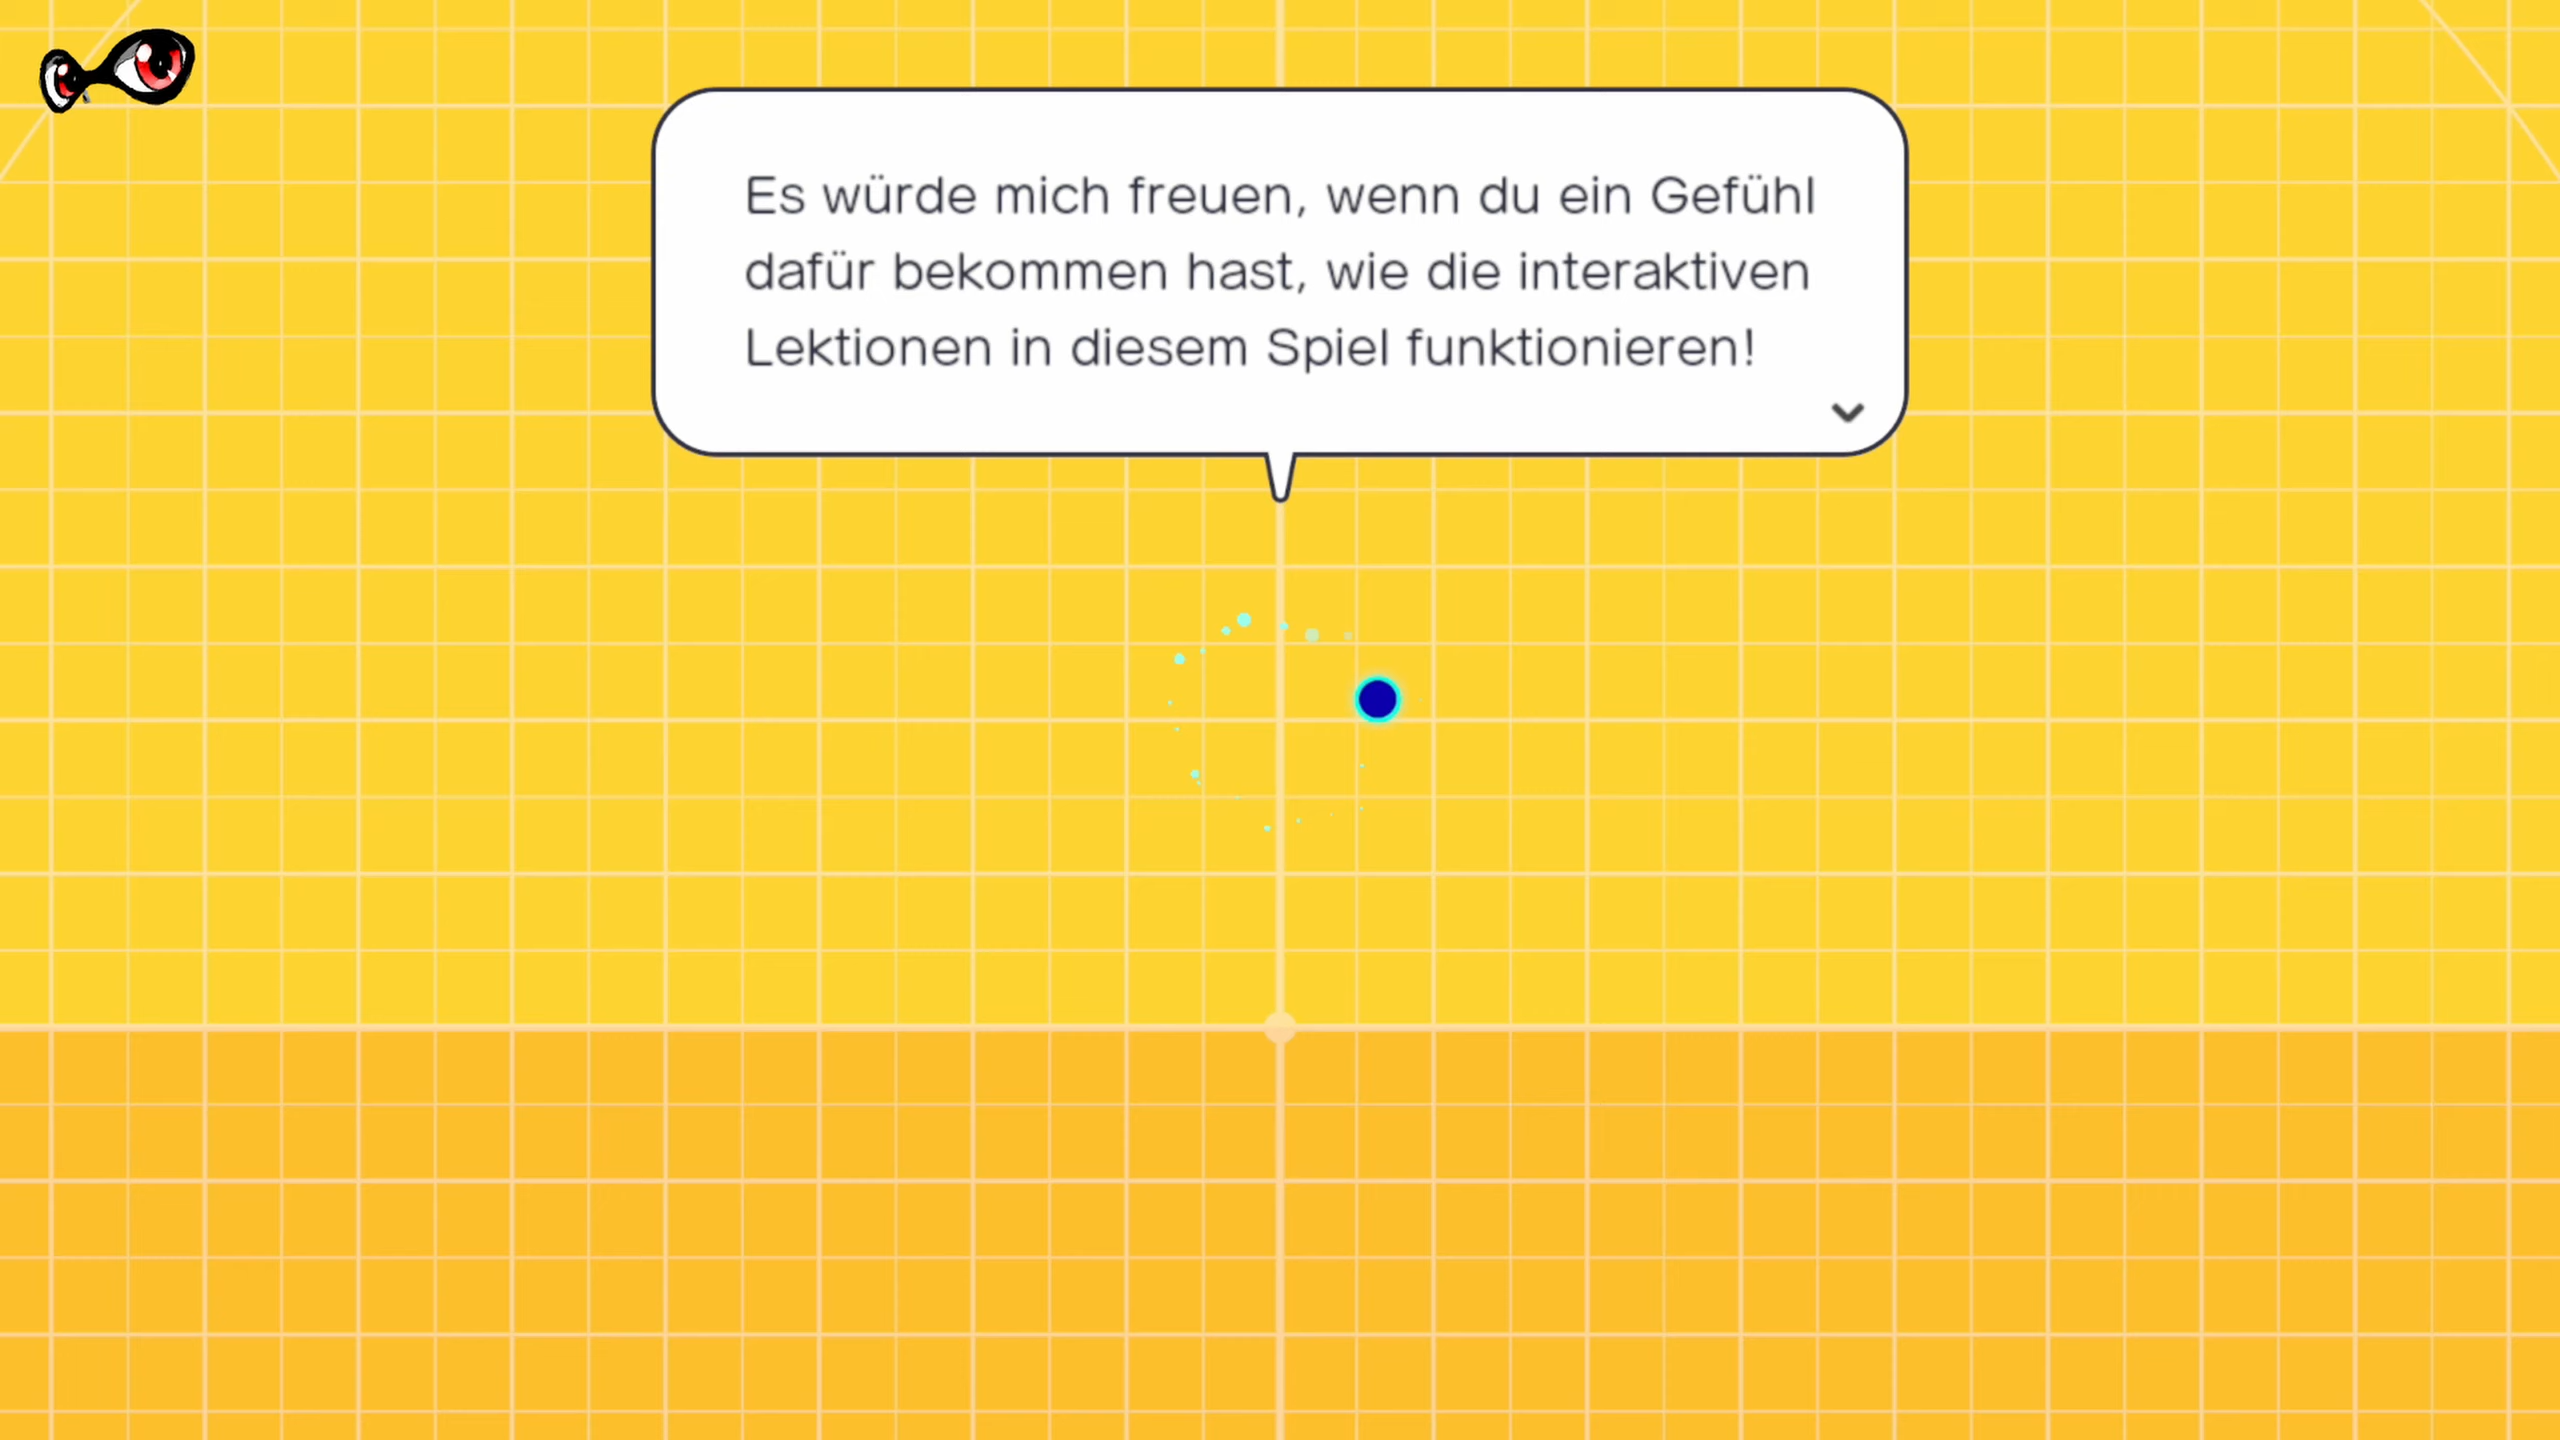 Es würde mich freuen, wenn du ein Gefühl
dafür bekommen hast, wie die interaktiven
Lektionen in diesem Spiel funktionieren!